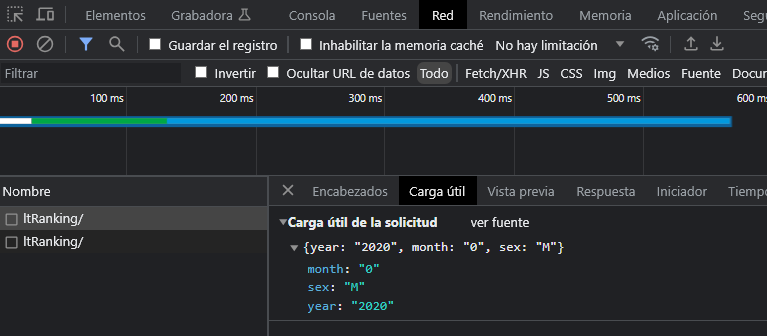 Elementos Grabadora Consola Fuentes Red Rendimiento Memoria Aplicación
Guardar el registro Inhabilitar la memoria caché No hay limitación
Filtrar Invertir Ocultar URL de datos Todo Fetch/XHR JS CSS Img Medios Fuente
100 ms 200 ms 300 ms 400 ms 500 ms 600 m
Nombre Encabezados Carga útil Vista previa Respuesta Iniciador Tiempo
ltRanking/ Carga útil de la solicitud ver fuente
ltRanking/ {year: "2020", month: "0", sex: "M"}
month: "0"
sex: "M"
year: "2020"